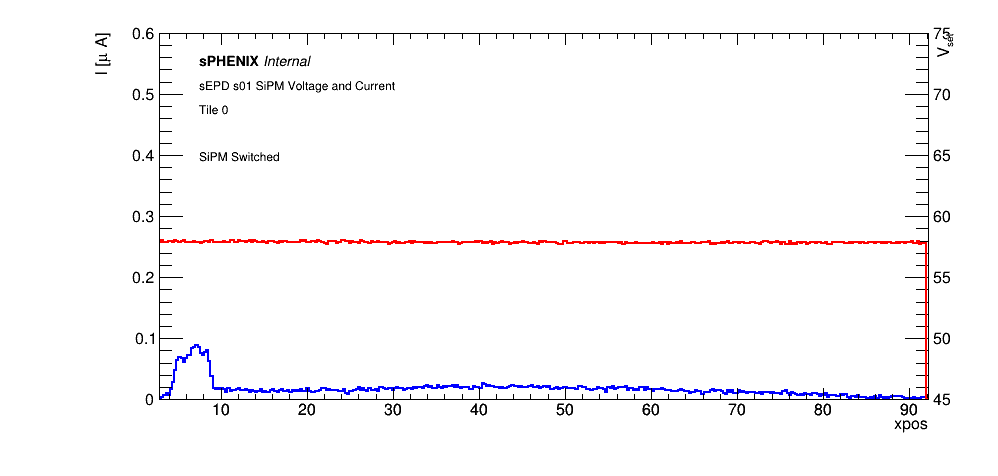 I [μ A]
0.6
0.5
0.4
0.3
0.2
0.1
0
sPHENIX Internal
sEPD s01 SiPM Voltage and Current
Tile 0
SiPM Switched
75
70
65
60
55
50
45
V_set
10 20 30 40 50 60 70 80 90
xpos